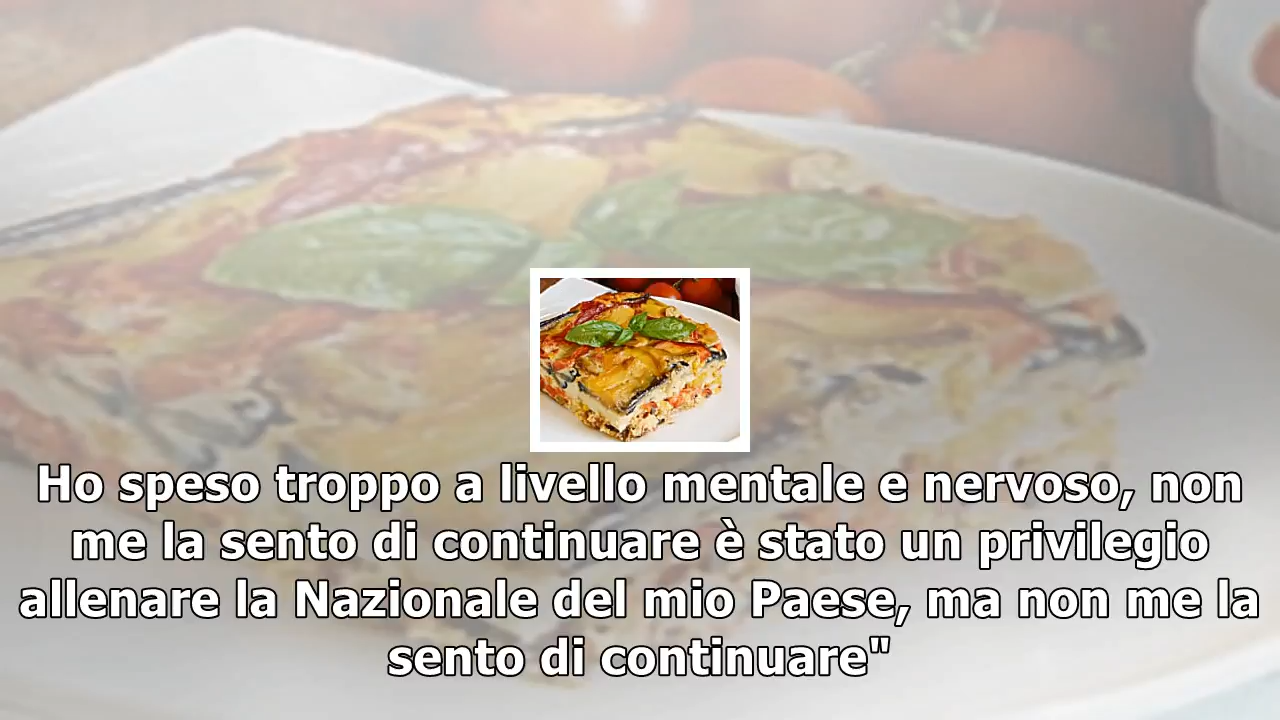 Ho speso troppo a livello mentale e nervoso, non
me la sento di continuare è stato un privilegio
allenare la Nazionale del mio Paese, ma non me la
sento di continuare"